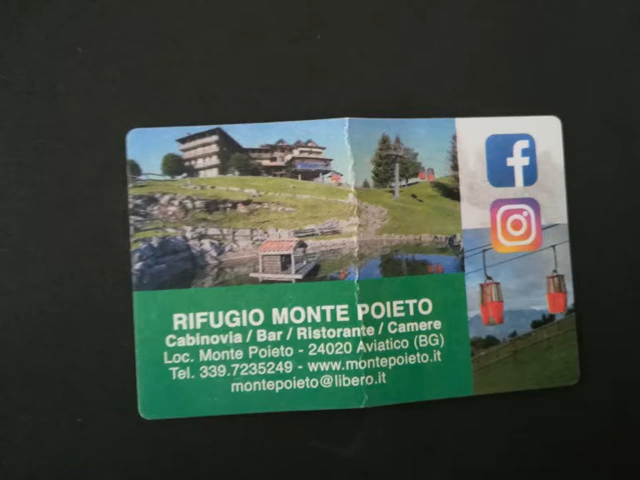 RIFUGIO MONTE POIETO
Cabinovia / Bar / Ristorante / Camere
Loc. Monte Poieto - 24020 Aviatico (BG)
Tel. 339.7235249 - www.montepoieto.it
montepoieto@libero.it